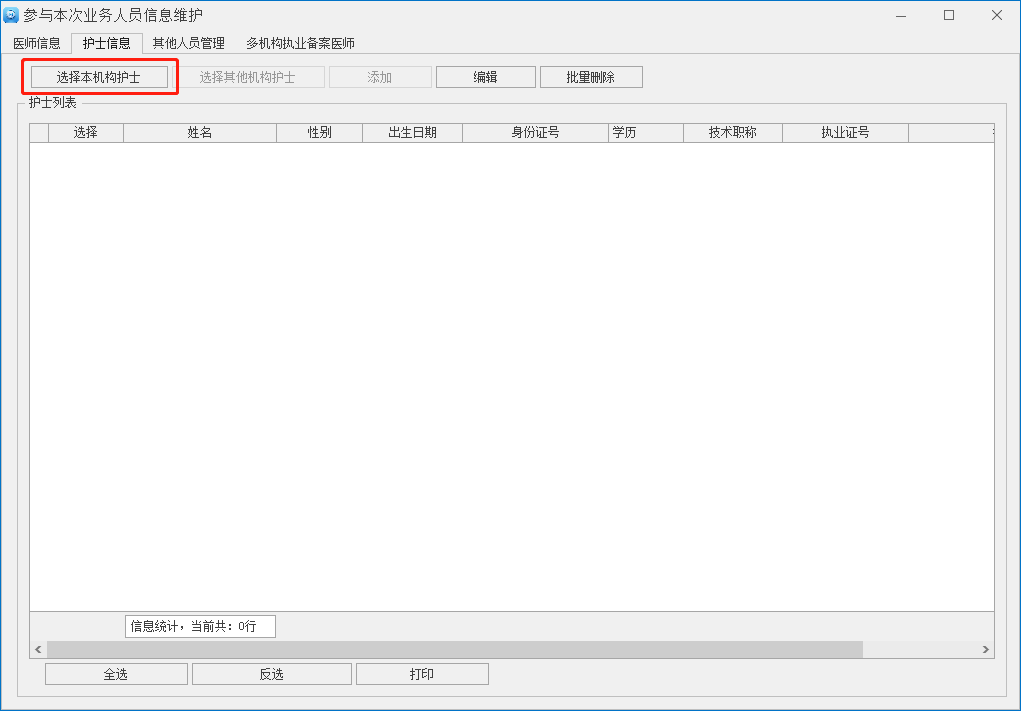 参与本次业务人员信息维护
医师信息 护士信息 其他人员管理 多机构执业备案医师
选择本机构护士 选择其他机构护士 添加 编辑 批量删除
护士列表
选择 姓名 性别 出生日期 身份证号 学历 技术职称 执业证号
信息统计，当前共：0行
全选 反选 打印